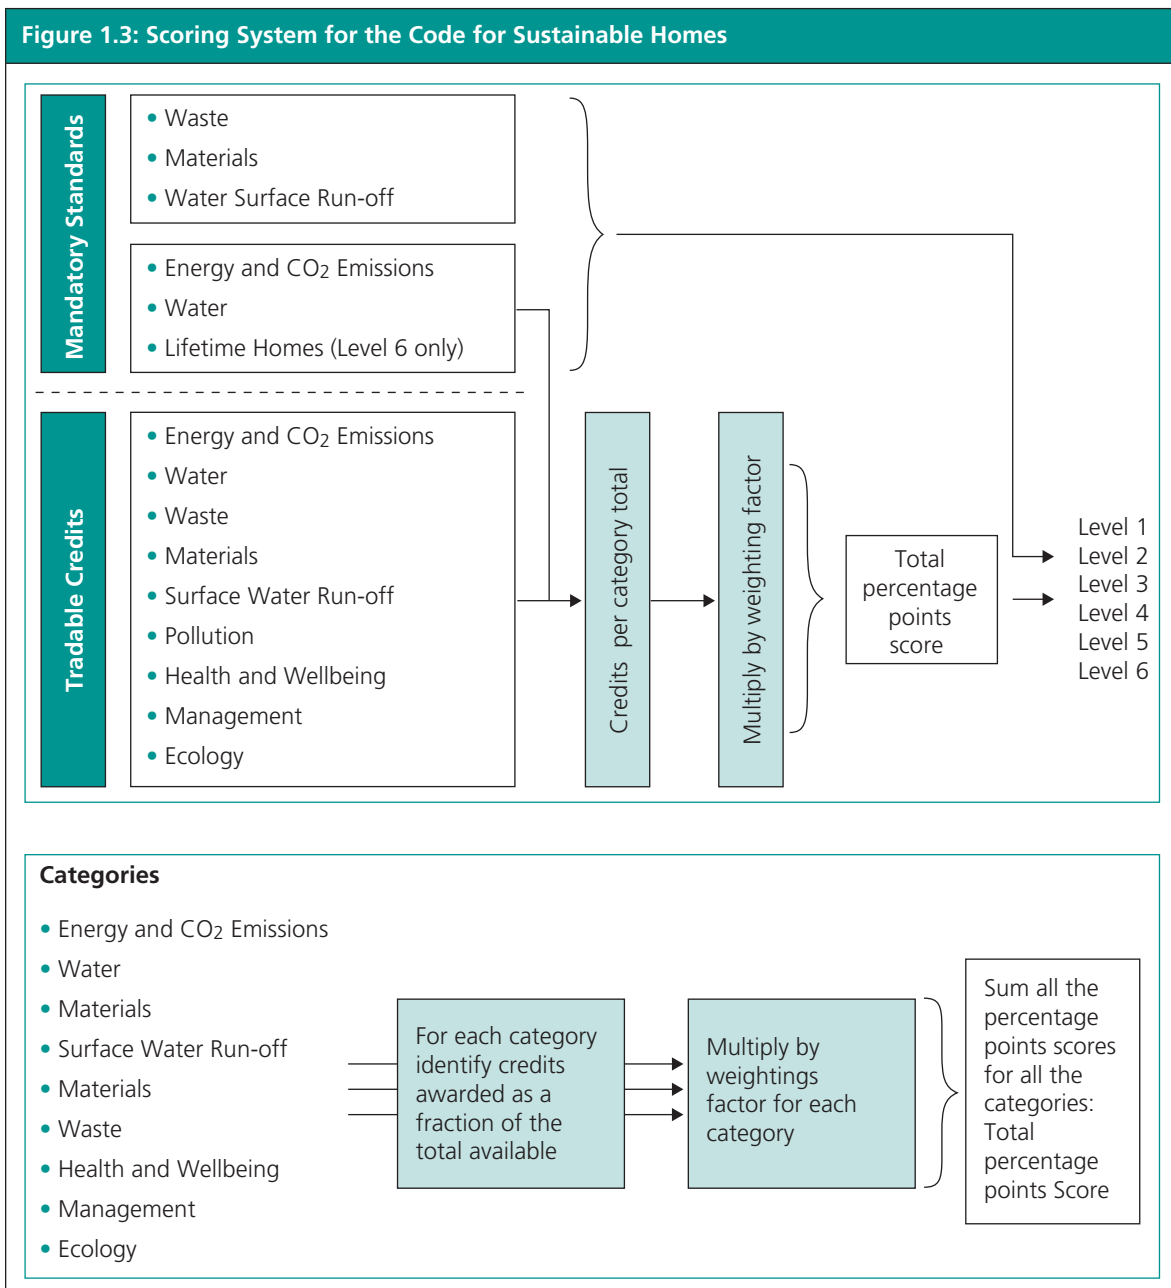 Figure 1.3: Scoring System for the Code for Sustainable Homes
Mandatory Standards
• Waste
• Materials
• Water Surface Run-off
• Energy and CO2 Emissions
• Water
• Lifetime Homes (Level 6 only)
Tradable Credits
• Energy and CO2 Emissions
• Water
• Waste
• Materials
• Surface Water Run-off
• Pollution
• Health and Wellbeing
• Management
• Ecology
Credits per category total
Multiply by weighting factor
Total
percentage
points
score
Level 1
Level 2
Level 3
Level 4
Level 5
Level 6
Categories
• Energy and CO2 Emissions
• Water
• Materials
• Surface Water Run-off
• Materials
• Waste
• Health and Wellbeing
• Management
• Ecology
For each category
identify credits
awarded as a
fraction of the
total available
Multiply by
weightings
factor for each
category
Sum all the
percentage
points scores
for all the
categories:
Total
percentage
points Score